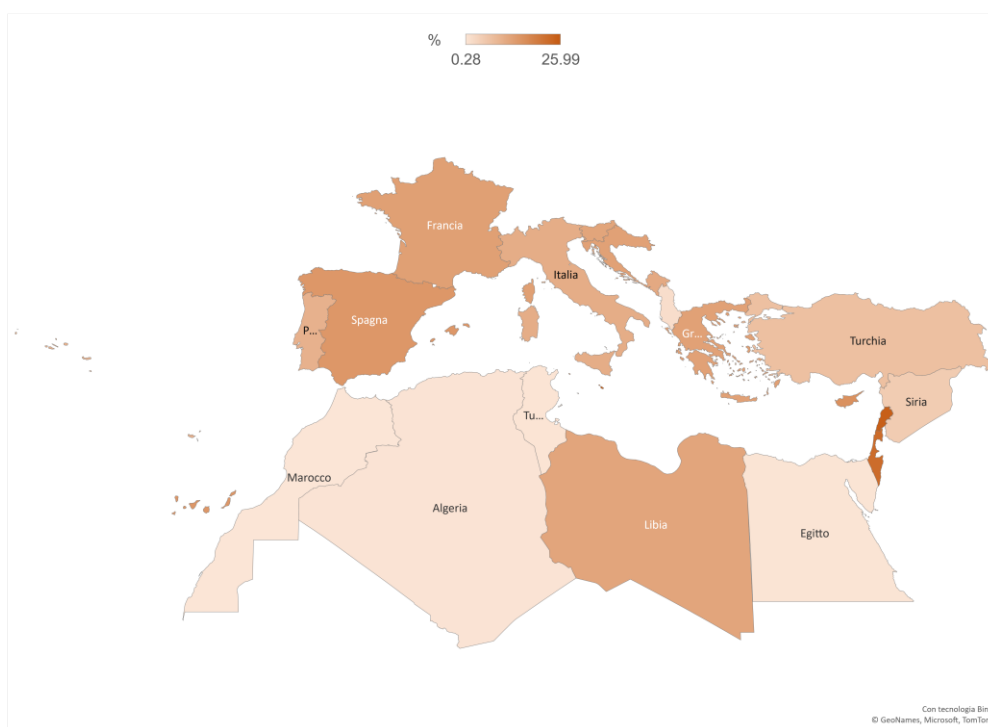 %
0.28 25.99
Francia
Italia
P...
Spagna
Gr...
Turchia
Siria
Tu...
Marocco
Algeria
Libia
Egitto
Con tecnologia Bin
© GeoNames, Microsoft, TomTor